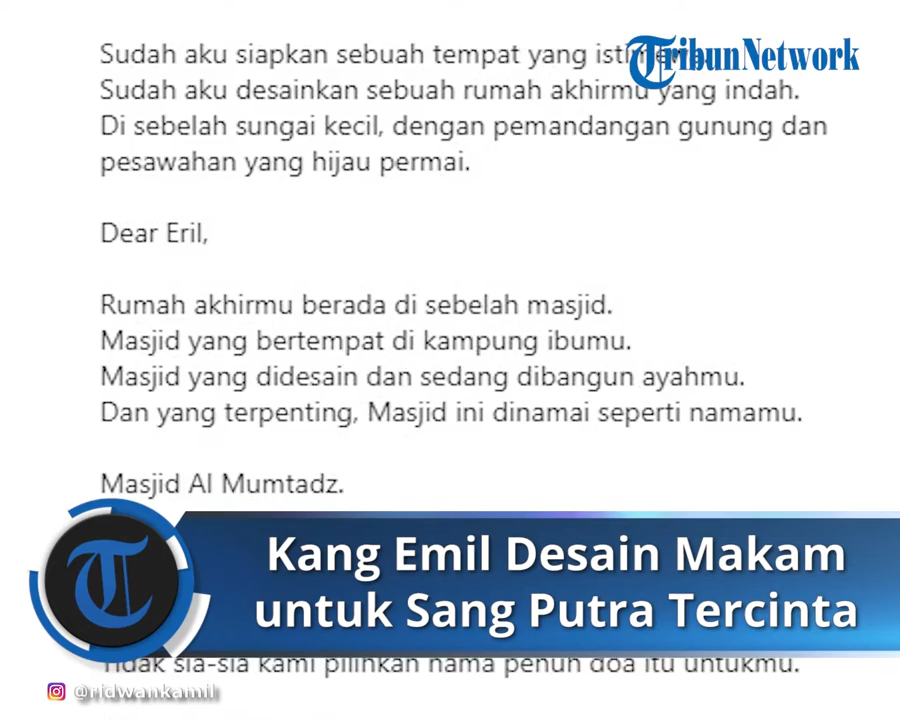 Sudah aku siapkan sebuah tempat yang
TribunNetwork
Sudah aku desainkan sebuah rumah akhirmu yang indah.
Di sebelah sungai kecil, dengan pemandangan gunung dan
pesawahan yang hijau permai.
Dear Eril,
Rumah akhirmu berada di sebelah masjid.
Masjid yang bertempat di kampung ibumu.
Masjid yang didesain dan sedang dibangun ayahmu.
Dan yang terpenting, Masjid ini dinamai seperti namamu.
Masjid Al Mumtadz.
Kang Emil Desain Makam
untuk Sang Putra Tercinta
Tidak sia-sia kami pilihkan nama penuh doa itu untukmu.
@ridwankamil